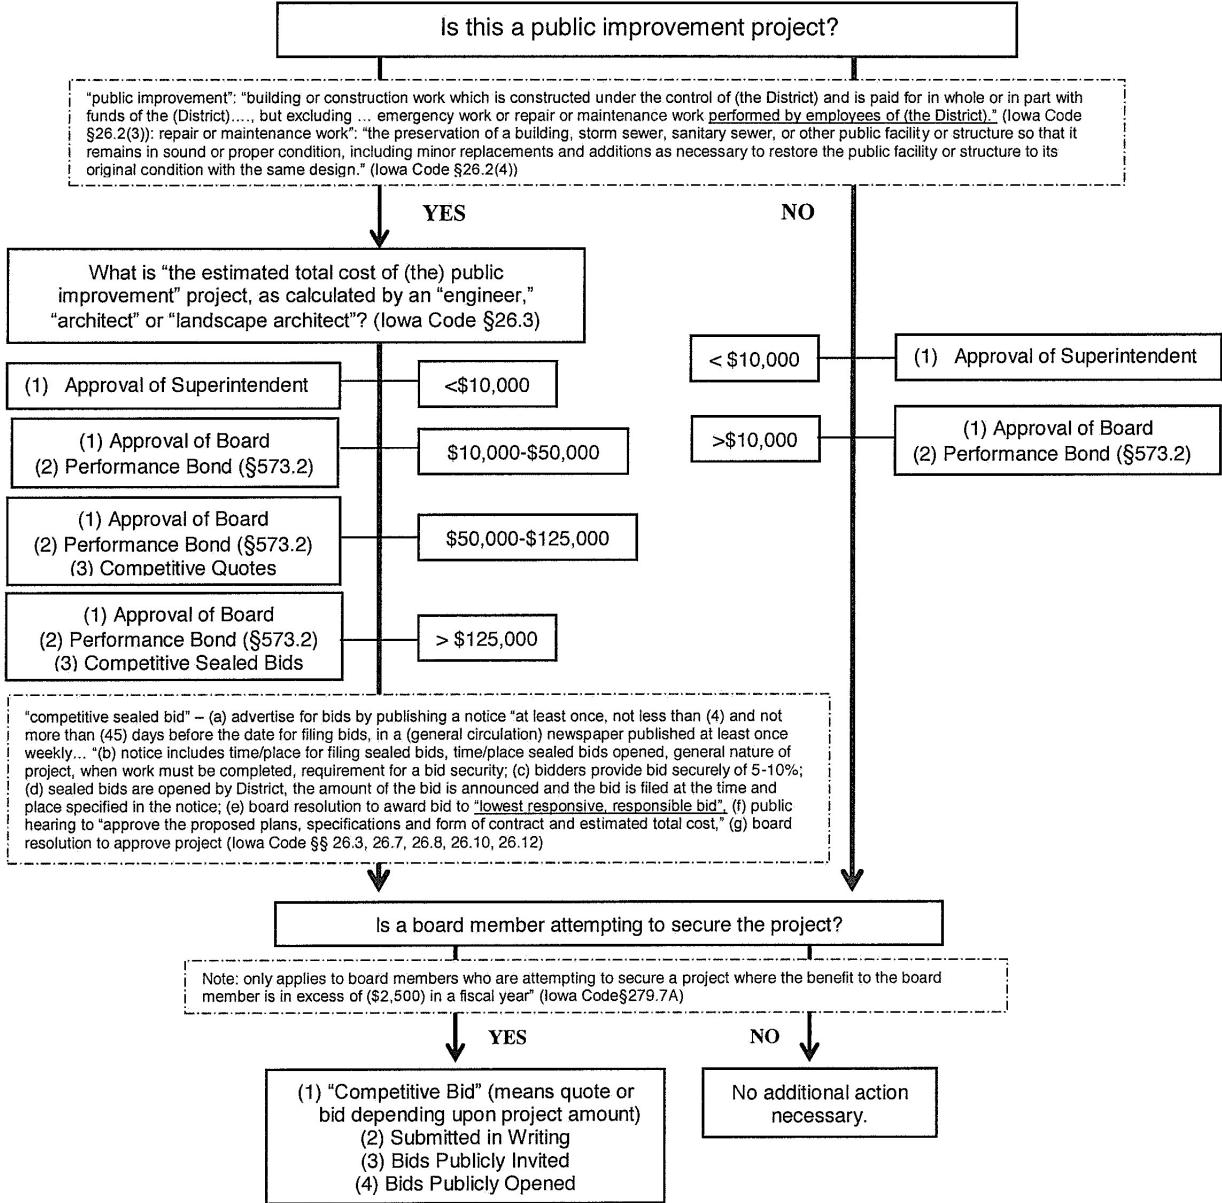 Is this a public improvement project?
“public improvement”: “building or construction work which is constructed under the control of (the District) and is paid for in whole or in part with
funds of the (District)…., but excluding … emergency work or repair or maintenance work performed by employees of (the District).” (Iowa Code
§26.2(3)): repair or maintenance work”: “the preservation of a building, storm sewer, sanitary sewer, or other public facility or structure so that it
remains in sound or proper condition, including minor replacements and additions as necessary to restore the public facility or structure to its
original condition with the same design.” (Iowa Code §26.2(4))
YES
NO
What is “the estimated total cost of (the) public
improvement” project, as calculated by an “engineer,”
“architect” or “landscape architect”? (Iowa Code §26.3)
< $10,000
(1) Approval of Superintendent
(1) Approval of Superintendent
<$10,000
>$10,000
(1) Approval of Board
(2) Performance Bond (§573.2)
(1) Approval of Board
(2) Performance Bond (§573.2)
$10,000-$50,000
(1) Approval of Board
(2) Performance Bond (§573.2)
(3) Competitive Quotes
$50,000-$125,000
(1) Approval of Board
(2) Performance Bond (§573.2)
(3) Competitive Sealed Bids
> $125,000
“competitive sealed bid” – (a) advertise for bids by publishing a notice “at least once, not less than (4) and not
more than (45) days before the date for filing bids, in a (general circulation) newspaper published at least once
weekly… “(b) notice includes time/place for filing sealed bids, time/place sealed bids opened, general nature of
project, when work must be completed, requirement for a bid security; (c) bidders provide bid securely of 5-10%;
(d) sealed bids are opened by District, the amount of the bid is announced and the bid is filed at the time and
place specified in the notice; (e) board resolution to award bid to “lowest responsive, responsible bid”, (f) public
hearing to “approve the proposed plans, specifications and form of contract and estimated total cost,” (g) board
resolution to approve project (Iowa Code §§ 26.3, 26.7, 26.8, 26.10, 26.12)
Is a board member attempting to secure the project?
Note: only applies to board members who are attempting to secure a project where the benefit to the board
member is in excess of ($2,500) in a fiscal year” (Iowa Code§279.7A)
YES
NO
(1) “Competitive Bid” (means quote or
bid depending upon project amount)
(2) Submitted in Writing
(3) Bids Publicly Invited
(4) Bids Publicly Opened
No additional action
necessary.